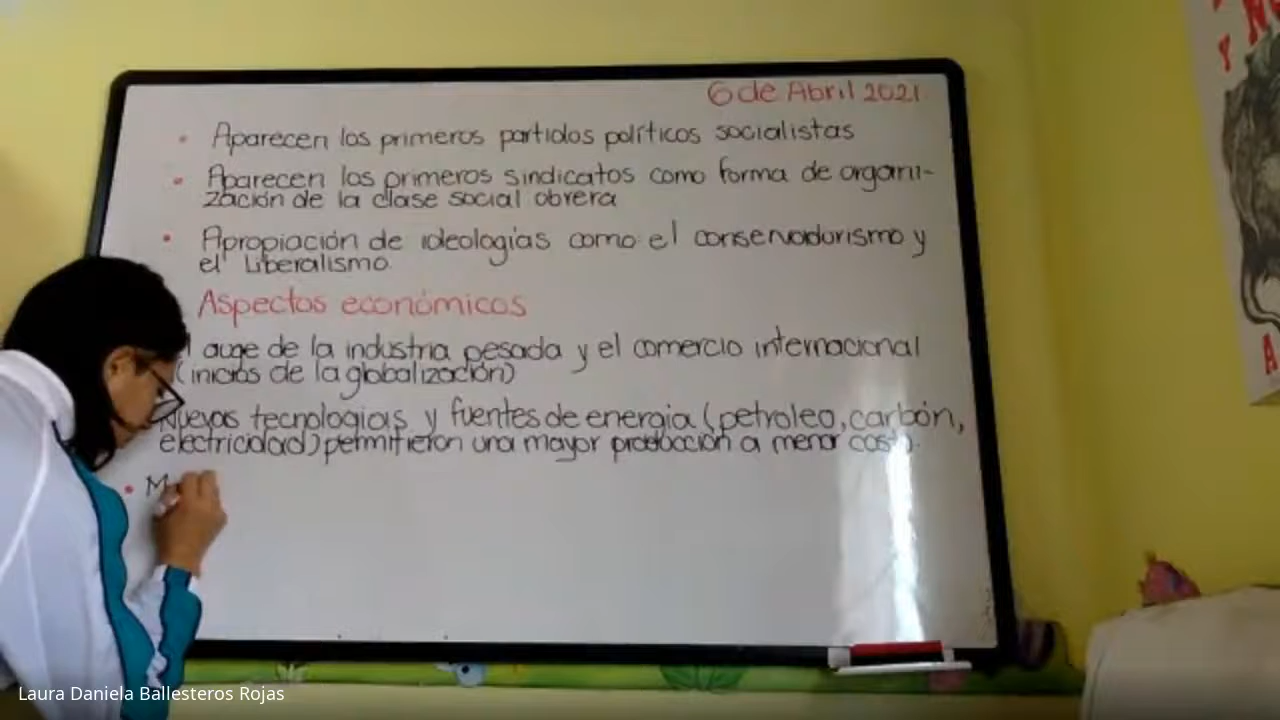 6 de Abril 2021
• Aparecen los primeros partidos políticos socialistas
• Aparecen los primeros sindicatos como forma de organi-
zación de la clase social obrera
• Apropiación de ideologías como el conservadurismo y
el Liberalismo.
Aspectos económicos
l auge de la industria pesada y el comercio internacional
(inicios de la globalización)
Nuevas tecnologias y fuentes de energia (petroleo, carbón,
electricidad) permitieron una mayor producción a menor costo.
• M
Y
A
Laura Daniela Ballesteros Rojas